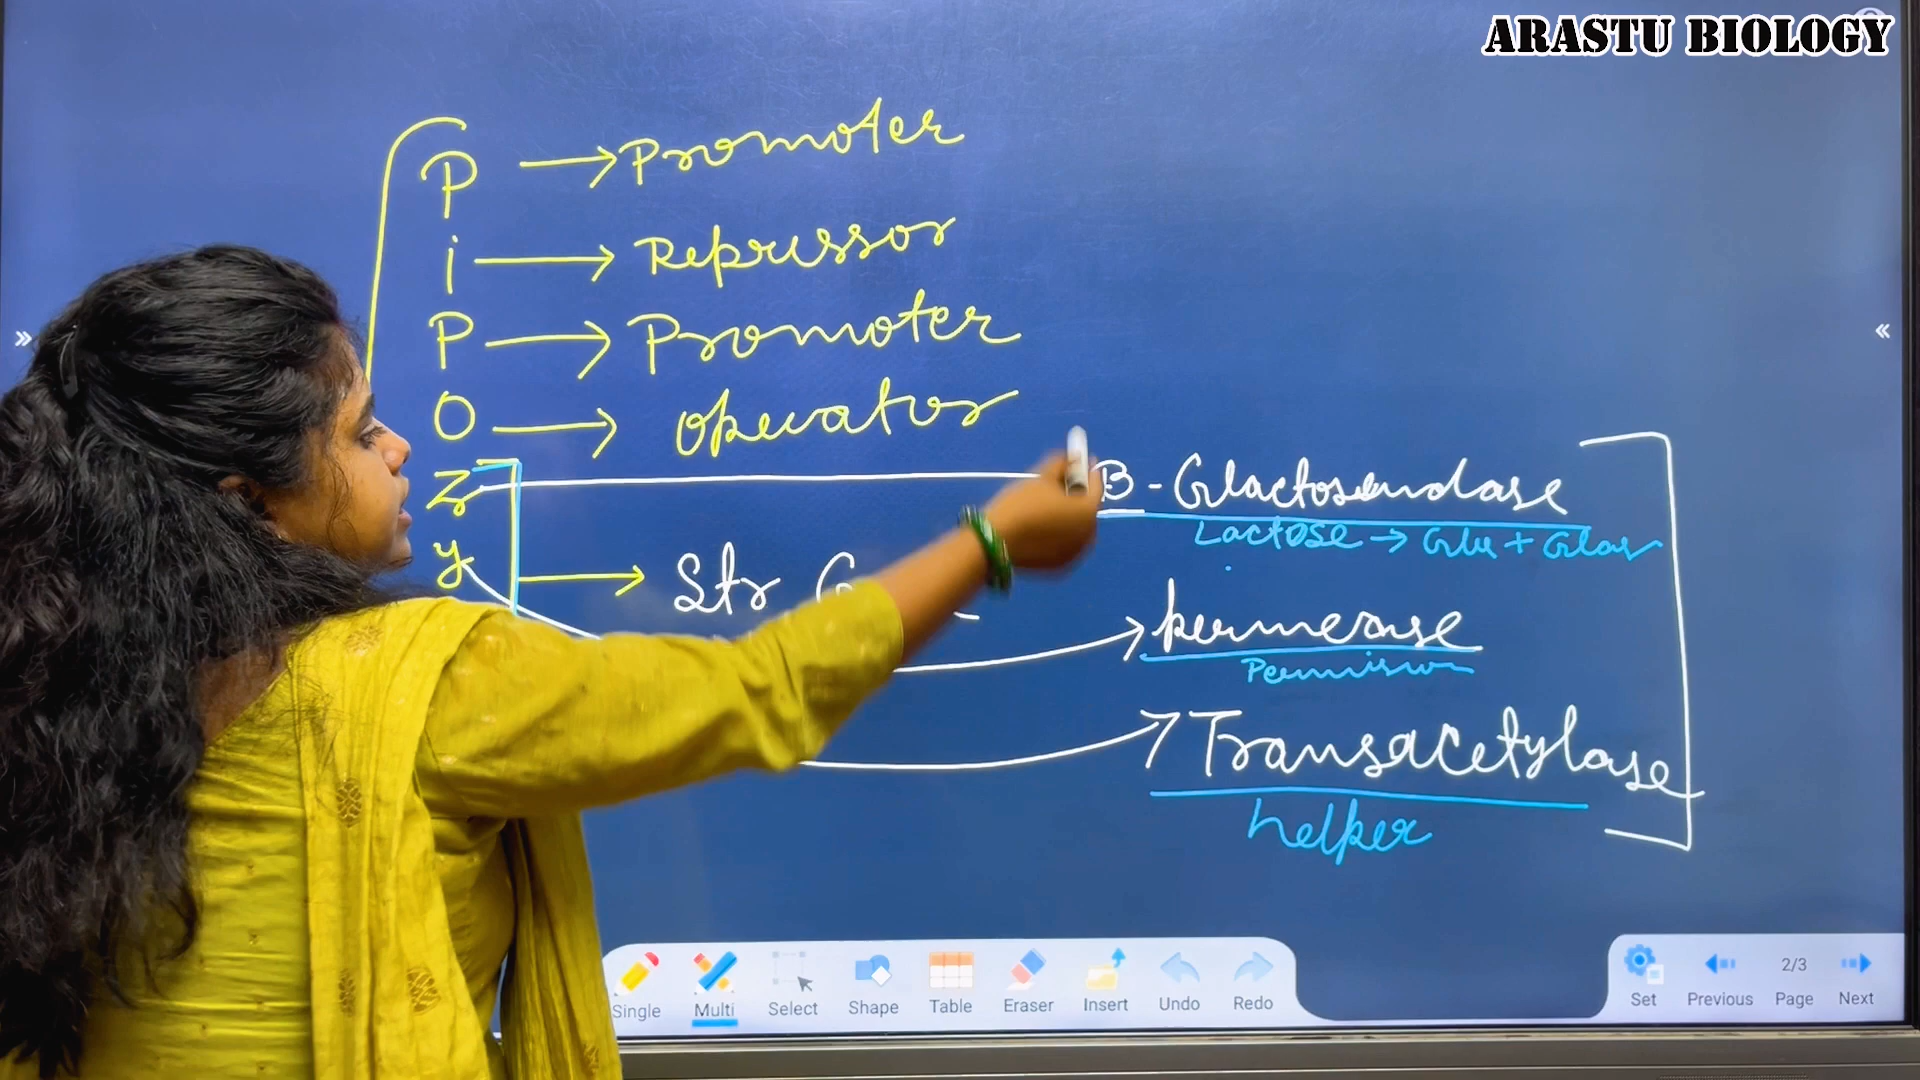 ARASTU BIOLOGY
P → Promoter
i → Repressor
P → Promoter
O → operator
Z
B - Glactosendase
Lactose → Glu + Glac
y
→ Str G
permease
Permission
Transacetylase
helper
Single Multi Select Shape Table Eraser Insert Undo Redo
Set Previous 2/3 Page Next